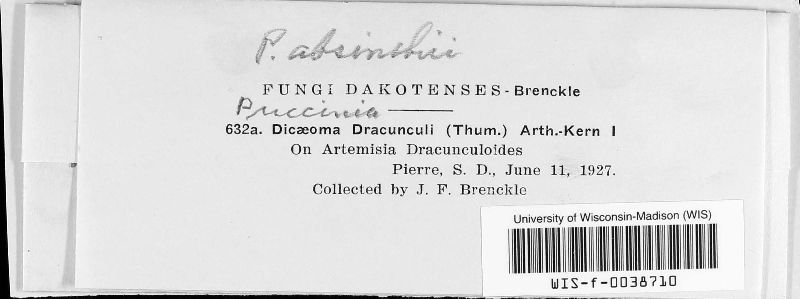 P. absinthii
FUNGI DAKOTENSES - Brenckle
Puccinia
632a. Dicæoma Dracunculi (Thum.) Arth.-Kern I
On Artemisia Dracunculoides
Pierre, S. D., June 11, 1927.
Collected by J. F. Brenckle
University of Wisconsin-Madison (WIS)
WIS-f-0038710